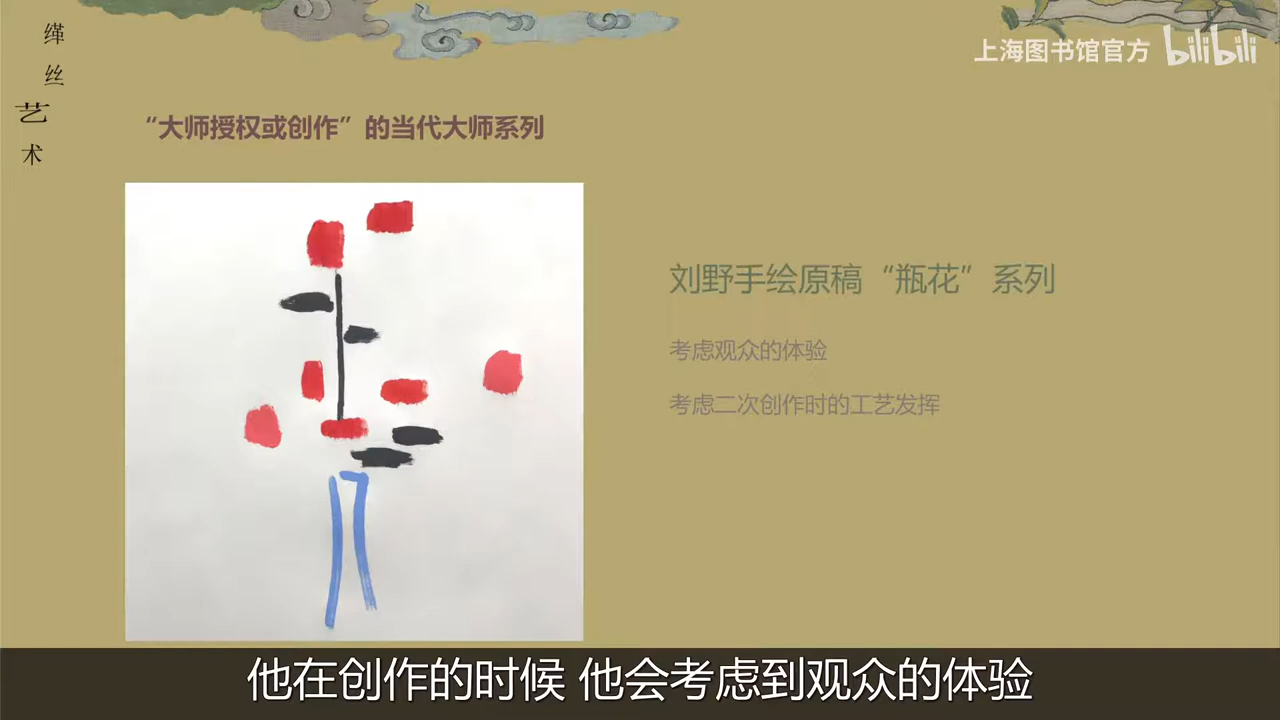 缂
丝
艺
术
上海图书馆官方 bilibili
“大师授权或创作”的当代大师系列
刘野手绘原稿“瓶花”系列
考虑观众的体验
考虑二次创作时的工艺发挥
他在创作的时候 他会考虑到观众的体验